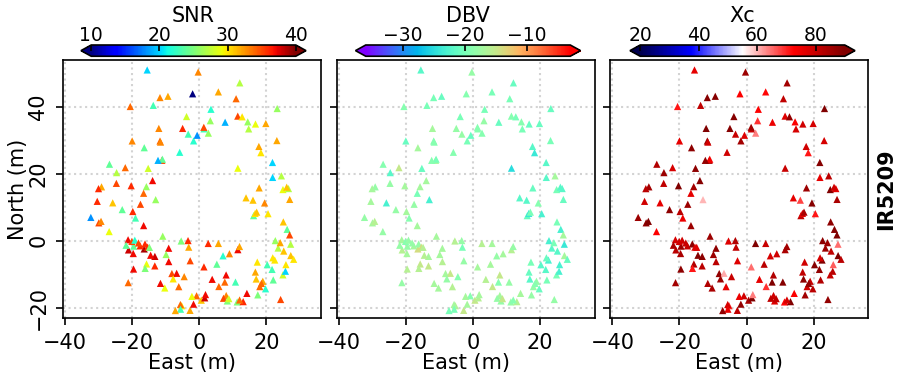 SNR DBV Xc
10 20 30 40 −30 −20 −10 20 40 60 80
North (m)
40
20
0
−20
−40 −20 0 20 −40 −20 0 20 −40 −20 0 20
East (m) East (m) East (m)
IR5209